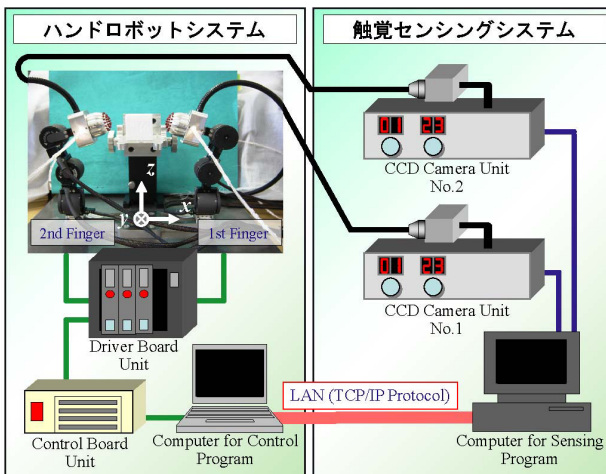 ハンドロボットシステム
z
y
x
2nd Finger
1st Finger
Driver Board
Unit
Control Board
Unit
Computer for Control
Program
LAN (TCP/IP Protocol)
触覚センシングシステム
01 23
CCD Camera Unit
No.2
01 23
CCD Camera Unit
No.1
Computer for Sensing
Program